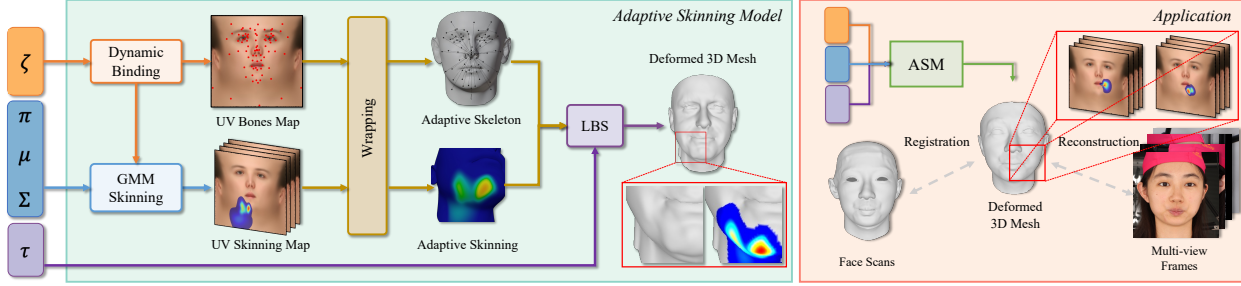 Adaptive Skinning Model
ζ
Dynamic
Binding
UV Bones Map
π
μ
Σ
GMM
Skinning
UV Skinning Map
τ
Wrapping
Adaptive Skeleton
Adaptive Skinning
LBS
Deformed 3D Mesh
Application
ASM
Registration
Reconstruction
Face Scans
Deformed
3D Mesh
Multi-view
Frames